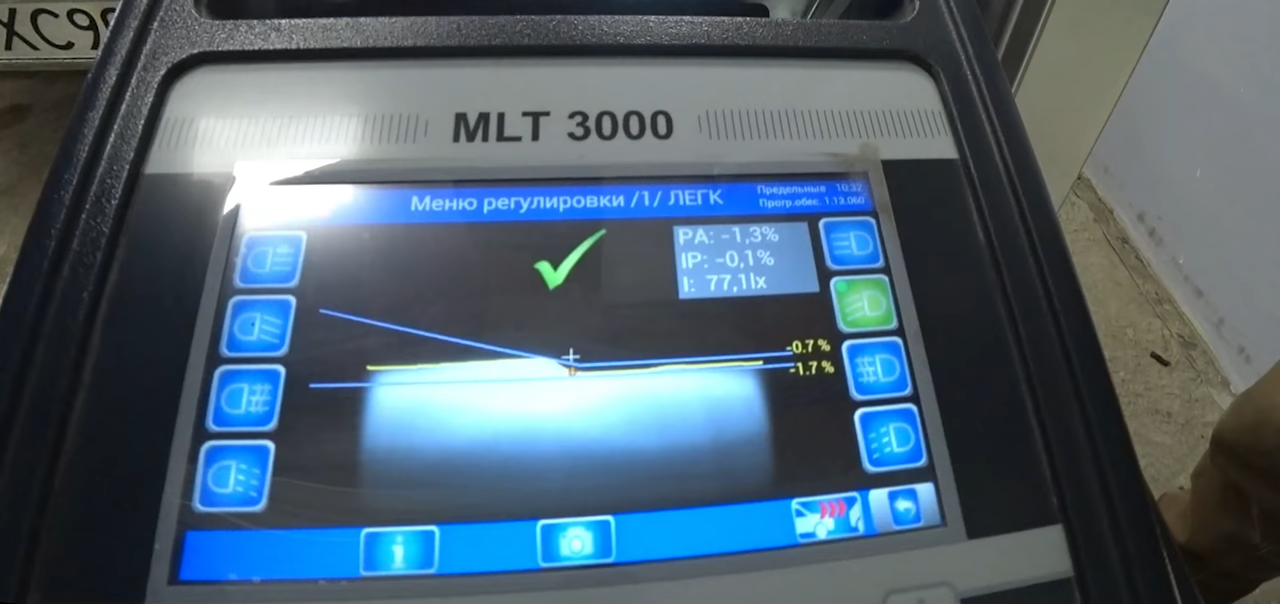 XC9
MLT 3000
Меню регулировки /1/ ЛЕГК
Предельные 10:32
Прогр.обес. 1.13.060
PA: -1,3%
IP: -0,1%
I: 77,1lx
-0.7 %
-1.7 %